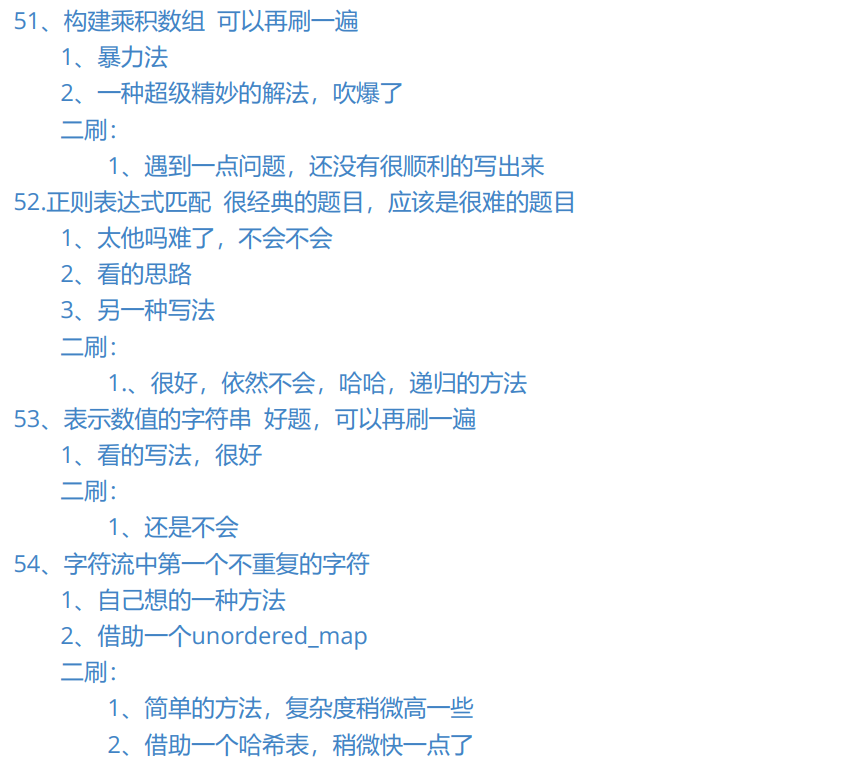 51、构建乘积数组 可以再刷一遍
1、暴力法
2、一种超级精妙的解法，吹爆了
二刷：
1、遇到一点问题，还没有很顺利的写出来
52.正则表达式匹配 很经典的题目，应该是很难的题目
1、太他吗难了，不会不会
2、看的思路
3、另一种写法
二刷：
1.、很好，依然不会，哈哈，递归的方法
53、表示数值的字符串 好题，可以再刷一遍
1、看的写法，很好
二刷：
1、还是不会
54、字符流中第一个不重复的字符
1、自己想的一种方法
2、借助一个unordered_map
二刷：
1、简单的方法，复杂度稍微高一些
2、借助一个哈希表，稍微快一点了